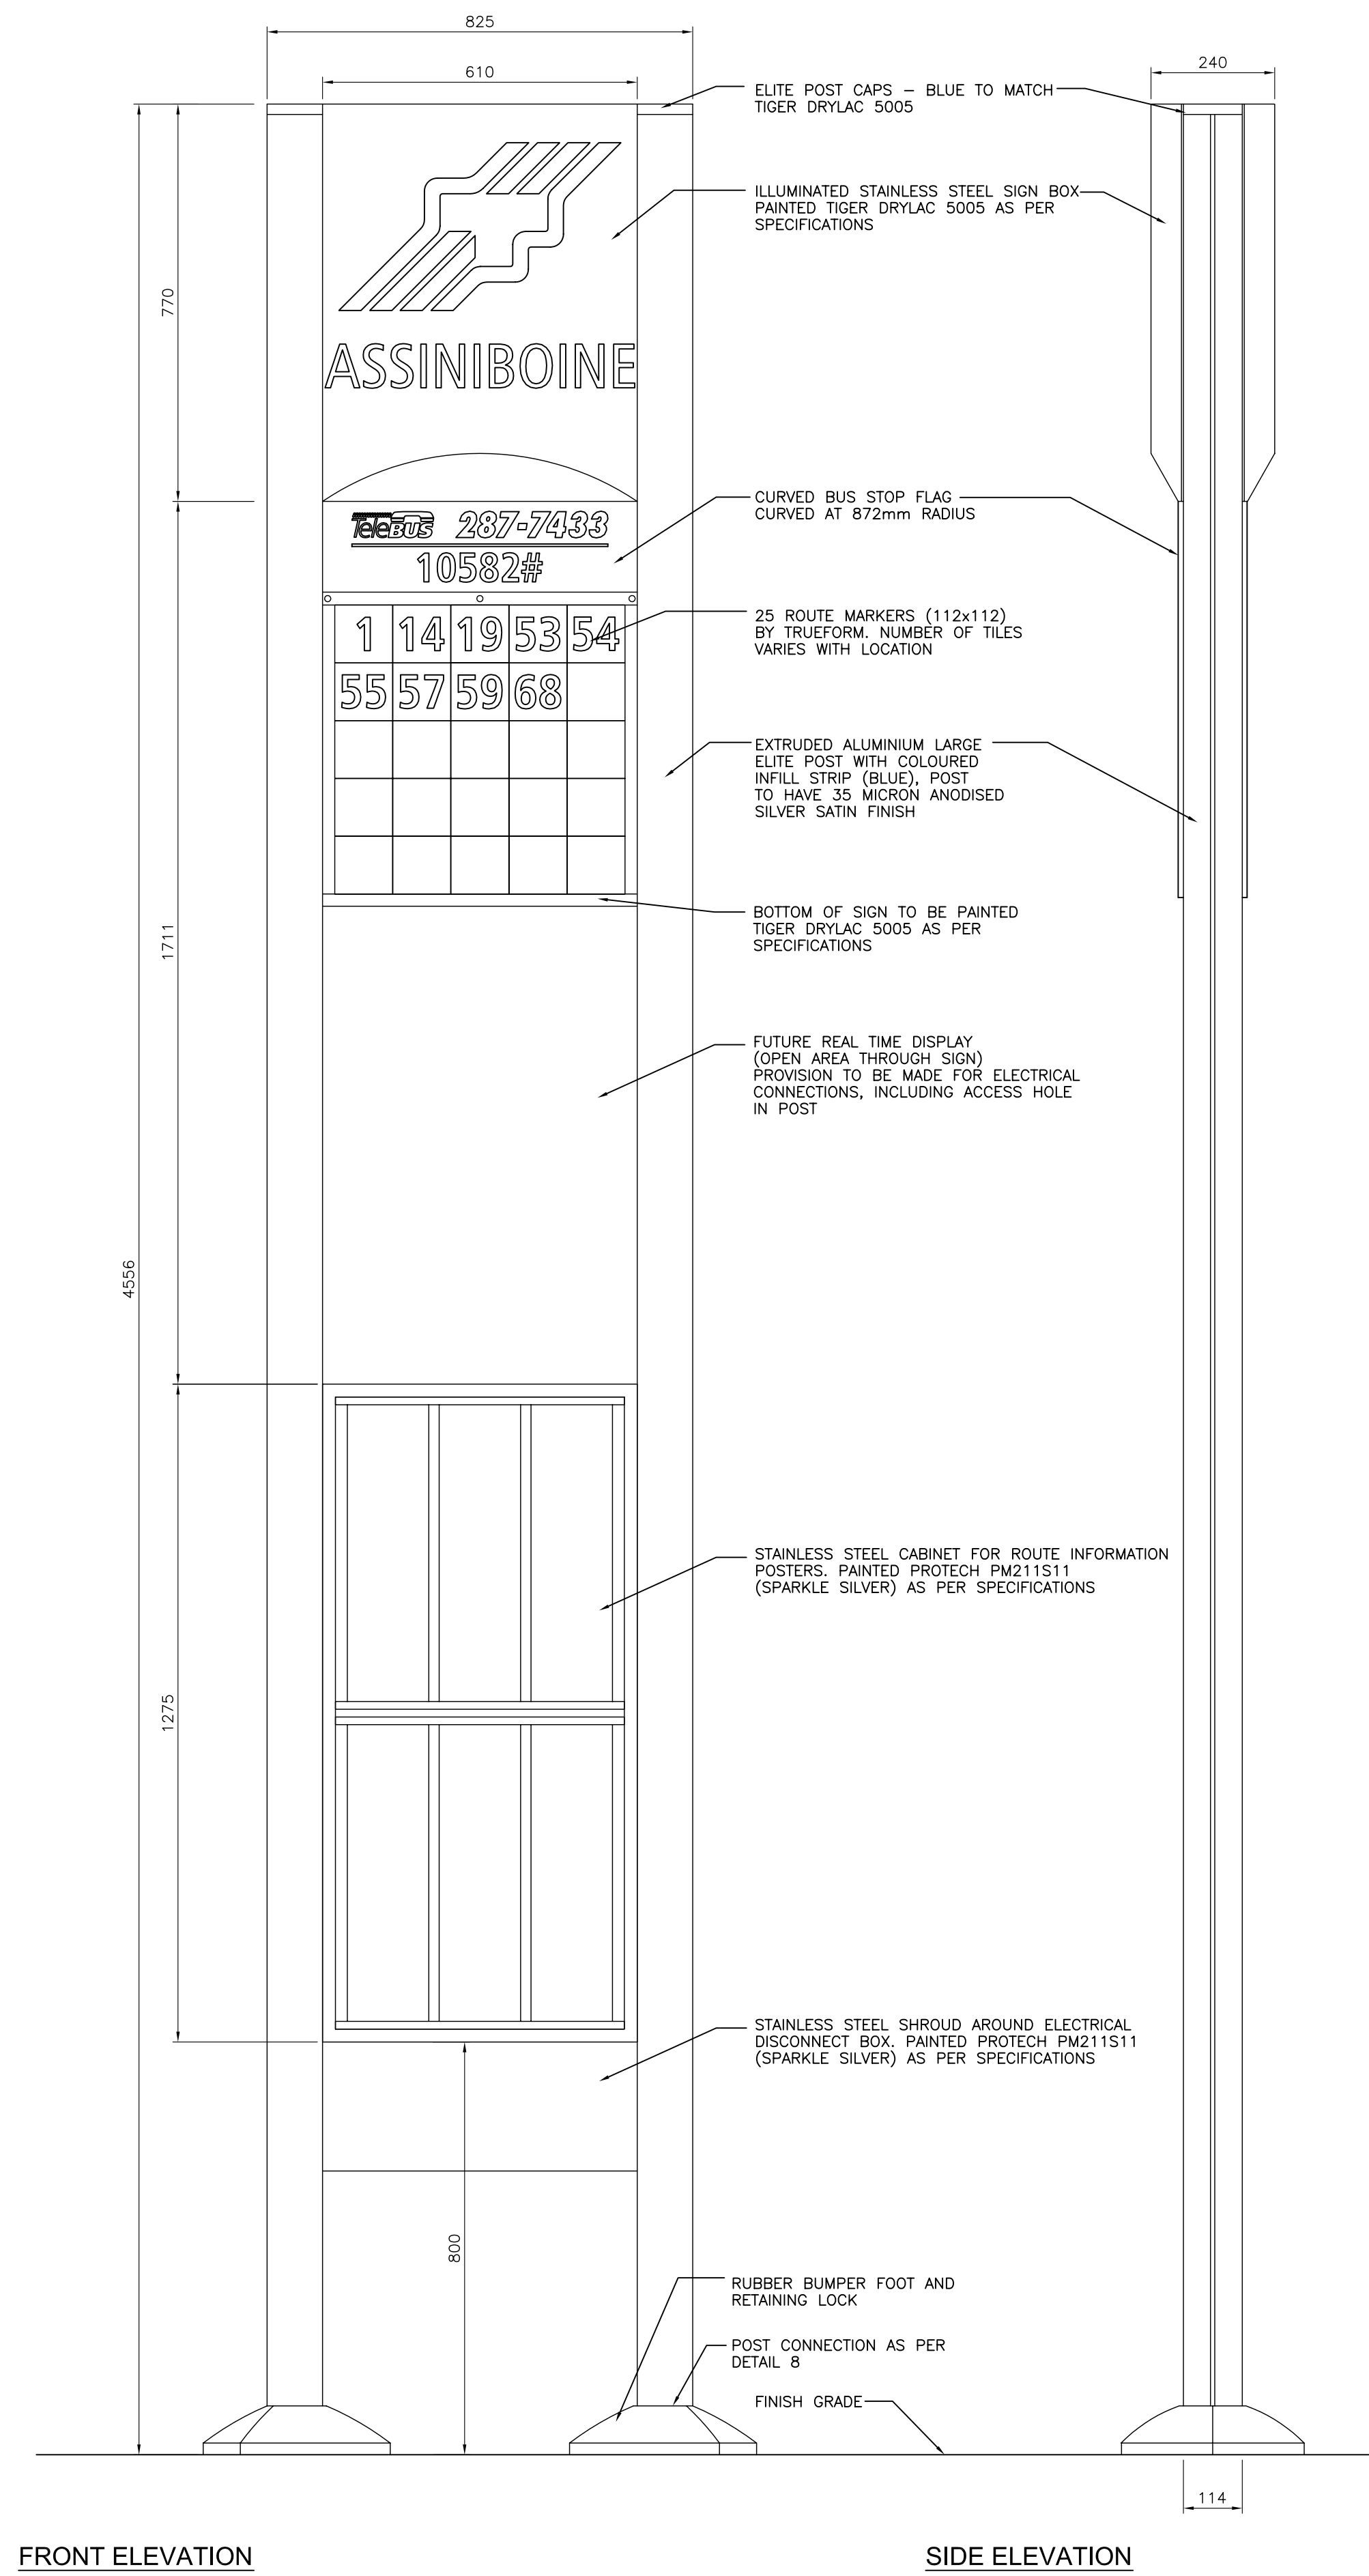 825
610
240
ELITE POST CAPS – BLUE TO MATCH
TIGER DRYLAC 5005
ILLUMINATED STAINLESS STEEL SIGN BOX
PAINTED TIGER DRYLAC 5005 AS PER
SPECIFICATIONS
770
ASSINIBOINE
CURVED BUS STOP FLAG
CURVED AT 872mm RADIUS
TeleBUS 287-7433
10582#
25 ROUTE MARKERS (112x112)
BY TRUEFORM. NUMBER OF TILES
VARIES WITH LOCATION
1 14 19 53 54
55 57 59 68
EXTRUDED ALUMINIUM LARGE
ELITE POST WITH COLOURED
INFILL STRIP (BLUE), POST
TO HAVE 35 MICRON ANODISED
SILVER SATIN FINISH
1711
BOTTOM OF SIGN TO BE PAINTED
TIGER DRYLAC 5005 AS PER
SPECIFICATIONS
FUTURE REAL TIME DISPLAY
(OPEN AREA THROUGH SIGN)
PROVISION TO BE MADE FOR ELECTRICAL
CONNECTIONS, INCLUDING ACCESS HOLE
IN POST
4556
STAINLESS STEEL CABINET FOR ROUTE INFORMATION
POSTERS. PAINTED PROTECH PM211S11
(SPARKLE SILVER) AS PER SPECIFICATIONS
1275
STAINLESS STEEL SHROUD AROUND ELECTRICAL
DISCONNECT BOX. PAINTED PROTECH PM211S11
(SPARKLE SILVER) AS PER SPECIFICATIONS
800
RUBBER BUMPER FOOT AND
RETAINING LOCK
POST CONNECTION AS PER
DETAIL 8
FINISH GRADE
114
FRONT ELEVATION
SIDE ELEVATION